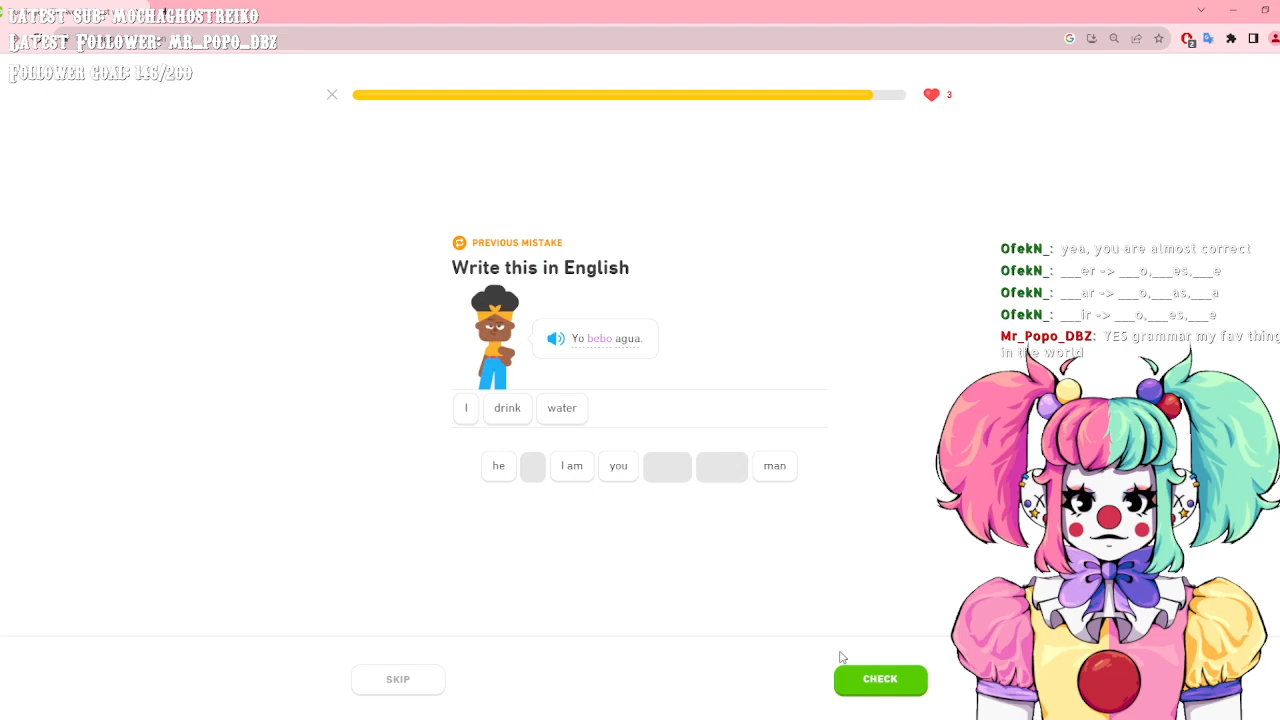 LATEST SUB: MOCHAGHOSTREIKO
LATEST FOLLOWER: MR_POPO_DBZ
FOLLOWER GOAL: 146/200
2
3
PREVIOUS MISTAKE
Write this in English
Yo bebo agua.
I drink water
he I am you man
SKIP
CHECK
OfekN_: yea, you are almost correct
OfekN_: ___er -> ___o,___es,___e
OfekN_: ___ar -> ___o,___as,___a
OfekN_: ___ir -> ___o,___es,___e
Mr_Popo_DBZ: YES grammar my fav thing
in the world